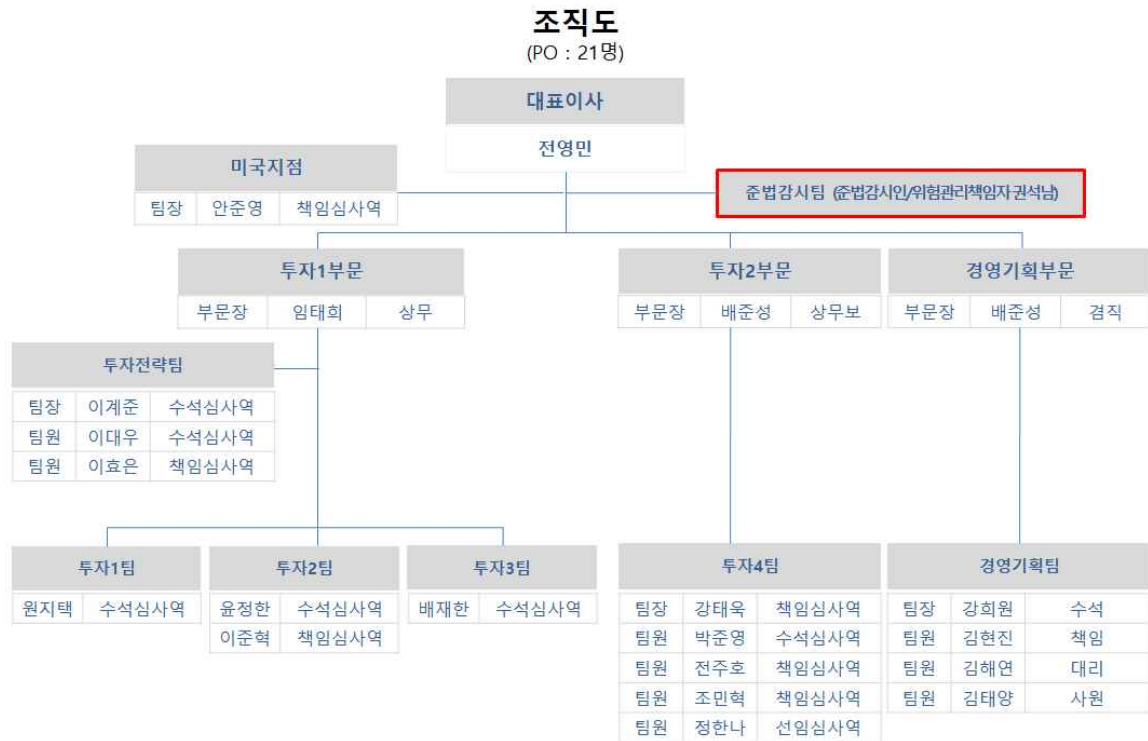 조직도
(PO : 21명)
대표이사
전영민
미국지점
팀장 안준영 책임심사역
준법감시팀 (준법감시인/위험관리책임자 권석남)
투자1부문
부문장 임태희 상무
투자2부문
부문장 배준성 상무보
경영기획부문
부문장 배준성 겸직
투자전략팀
팀장 이계준 수석심사역
팀원 이대우 수석심사역
팀원 이효은 책임심사역
투자1팀
원지택 수석심사역
투자2팀
윤정한 수석심사역
이준혁 책임심사역
투자3팀
배재한 수석심사역
투자4팀
팀장 강태욱 책임심사역
팀원 박준영 수석심사역
팀원 전주호 책임심사역
팀원 조민혁 책임심사역
팀원 정한나 선임심사역
경영기획팀
팀장 강희원 수석
팀원 김현진 책임
팀원 김해연 대리
팀원 김태양 사원